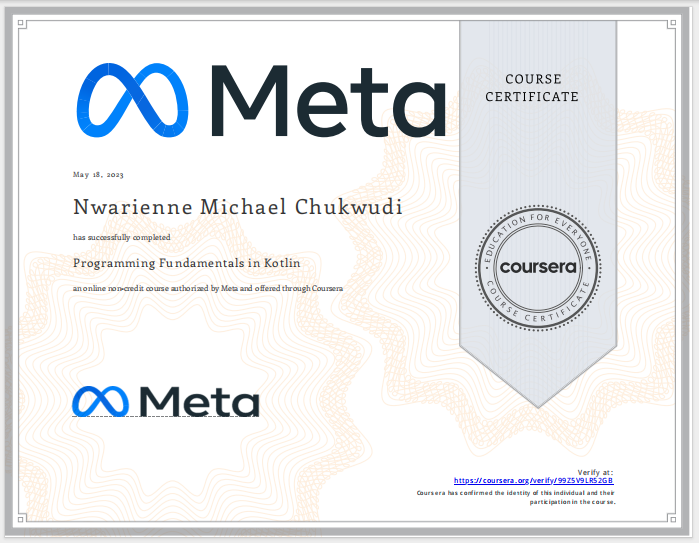 Meta
COURSE
CERTIFICATE
May 18, 2023
Nwarienne Michael Chukwudi
has successfully completed
Programming Fundamentals in Kotlin
an online non-credit course authorized by Meta and offered through Coursera
EDUCATION FOR EVERYONE
coursera
COURSE CERTIFICATE
Meta
Verify at:
https://coursera.org/verify/99Z5V9LR52GB
Coursera has confirmed the identity of this individual and their
participation in the course.